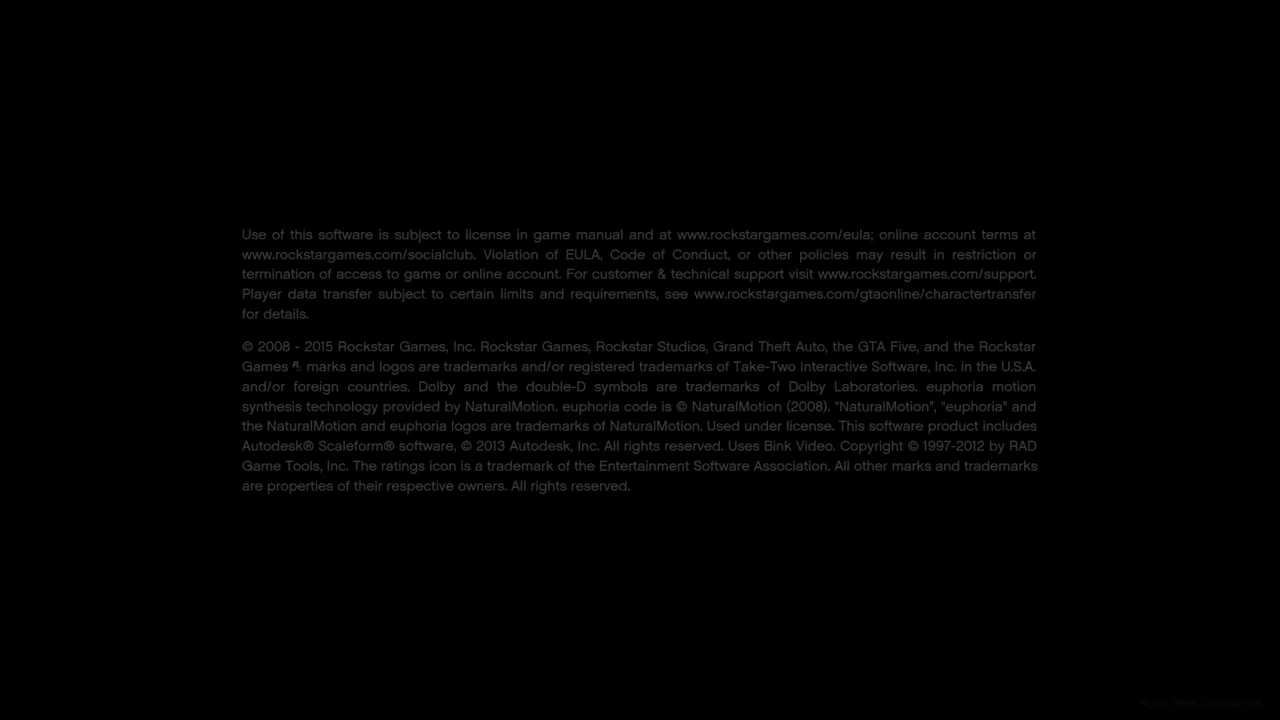 Use of this software is subject to license in game manual and at www.rockstargames.com/eula; online account terms at
www.rockstargames.com/socialclub. Violation of EULA, Code of Conduct, or other policies may result in restriction or
termination of access to game or online account. For customer & technical support visit www.rockstargames.com/support.
Player data transfer subject to certain limits and requirements, see www.rockstargames.com/gtaonline/charactertransfer
for details.
© 2008 - 2015 Rockstar Games, Inc. Rockstar Games, Rockstar Studios, Grand Theft Auto, the GTA Five, and the Rockstar
Games R marks and logos are trademarks and/or registered trademarks of Take-Two Interactive Software, Inc. in the U.S.A.
and/or foreign countries. Dolby and the double-D symbols are trademarks of Dolby Laboratories. euphoria motion
synthesis technology provided by NaturalMotion. euphoria code is © NaturalMotion (2008). "NaturalMotion", "euphoria" and
the NaturalMotion and euphoria logos are trademarks of NaturalMotion. Used under license. This software product includes
Autodesk® Scaleform® software, © 2013 Autodesk, Inc. All rights reserved. Uses Bink Video. Copyright © 1997-2012 by RAD
Game Tools, Inc. The ratings icon is a trademark of the Entertainment Software Association. All other marks and trademarks
are properties of their respective owners. All rights reserved.